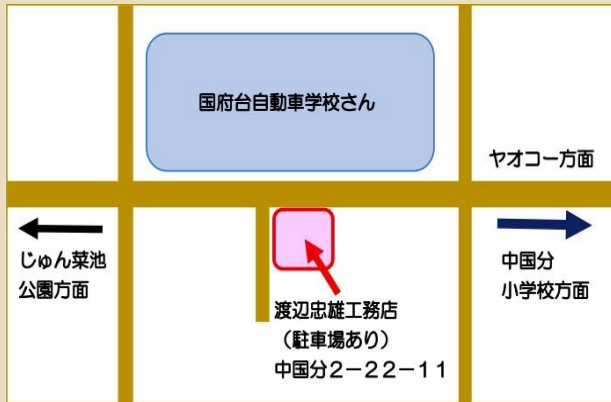 国府台自動車学校さん
ヤオコー方面
じゅん菜池
公園方面
中国分
小学校方面
渡辺忠雄工務店
（駐車場あり）
中国分２－２２－１１